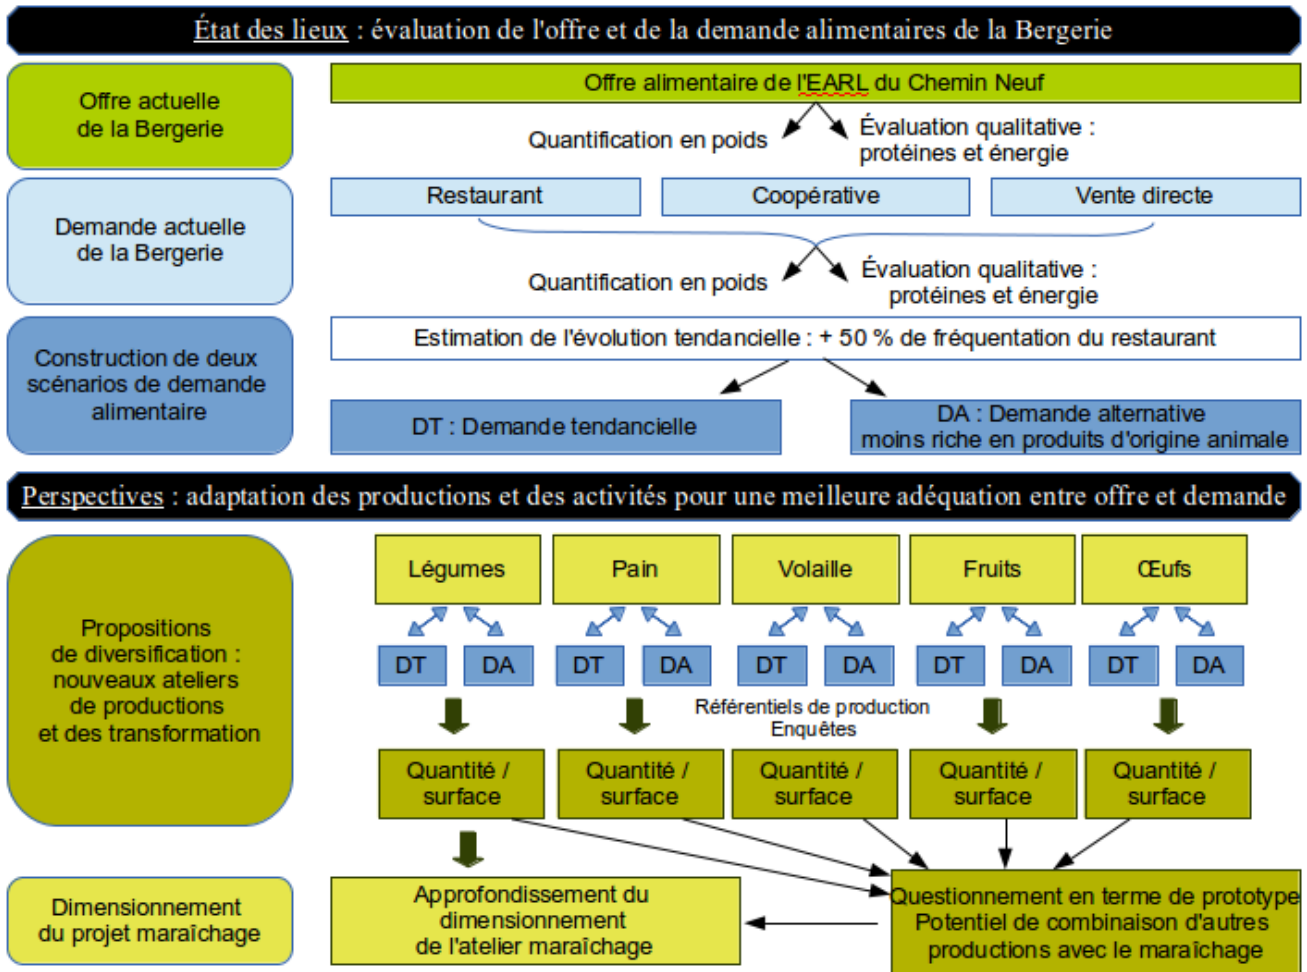 État des lieux : évaluation de l'offre et de la demande alimentaires de la Bergerie
Offre actuelle
de la Bergerie
Offre alimentaire de l'EARL du Chemin Neuf
Quantification en poids
Évaluation qualitative :
protéines et énergie
Demande actuelle
de la Bergerie
Restaurant
Coopérative
Vente directe
Quantification en poids
Évaluation qualitative :
protéines et énergie
Construction de deux
scénarios de demande
alimentaire
Estimation de l'évolution tendancielle : + 50 % de fréquentation du restaurant
DT : Demande tendancielle
DA : Demande alternative
moins riche en produits d'origine animale
Perspectives : adaptation des productions et des activités pour une meilleure adéquation entre offre et demande
Propositions
de diversification :
nouveaux ateliers
de productions
et des transformation
Légumes
Pain
Volaille
Fruits
Œufs
DT
DA
DT
DA
DT
DA
DT
DA
DT
DA
Référentiels de production
Enquêtes
Quantité /
surface
Quantité /
surface
Quantité /
surface
Quantité /
surface
Quantité /
surface
Dimensionnement
du projet maraîchage
Approfondissement du
dimensionnement
de l'atelier maraîchage
Questionnement en terme de prototype
Potentiel de combinaison d'autres
productions avec le maraîchage